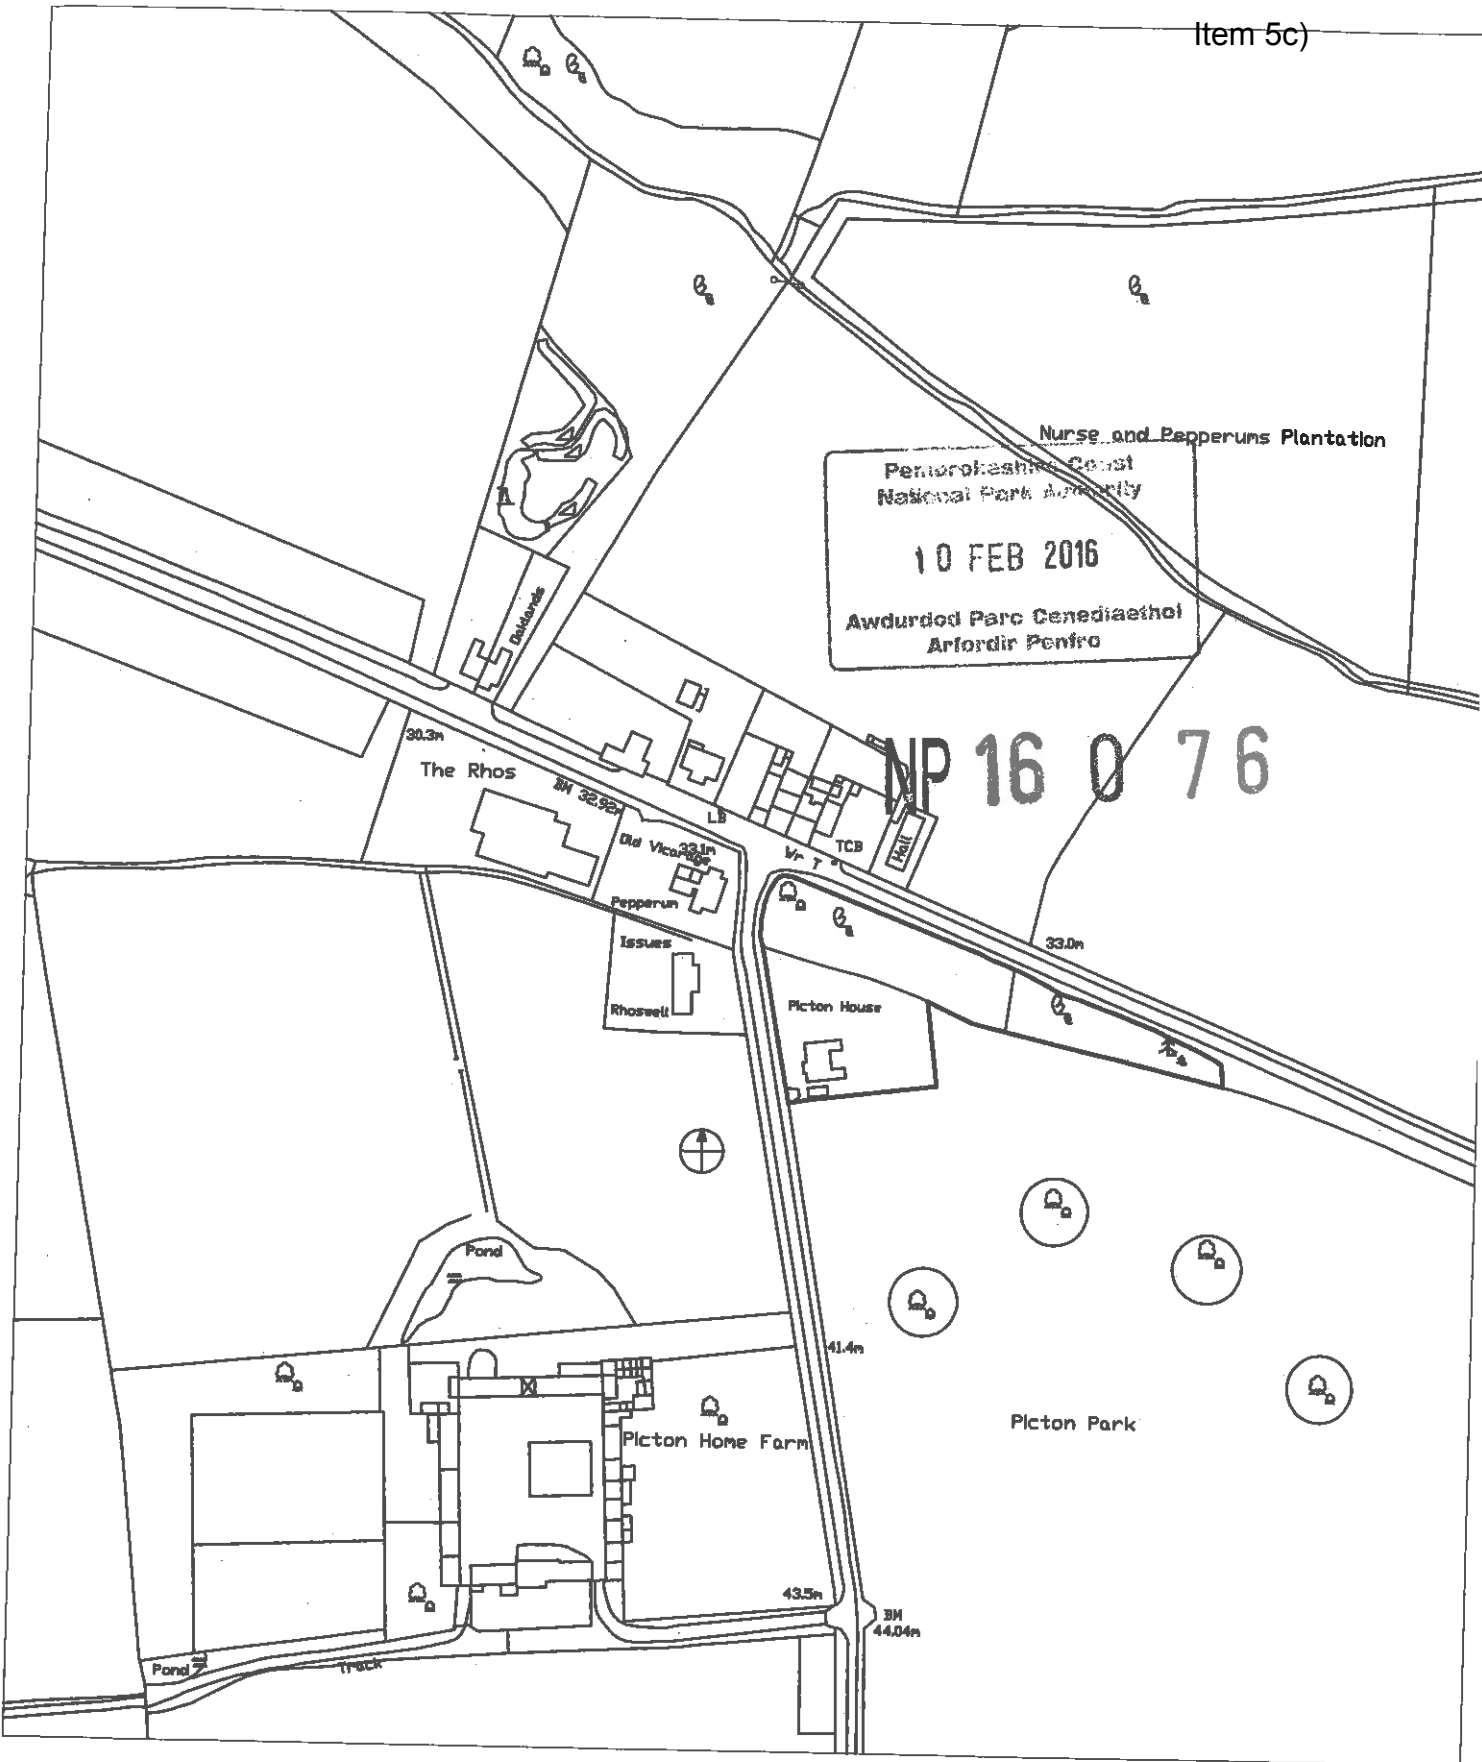 Item 5c)
Nurse and Pepperums Plantation
Pembrokeshire Coast
National Park Authority
10 FEB 2016
Awdurdod Parc Cenedlaethol
Arfordir Penfro
NP 16 0 76
Oaklands
30.3m
The Rhos
BM 32.92m
LB
TCB
Hall
Wr T
Old Vicarage
33.1m
Pepperun
Issues
Rhoswell
33.0m
Picton House
Pond
41.4m
Picton Park
Picton Home Farm
43.5m
BM
44.04m
Pond
Track